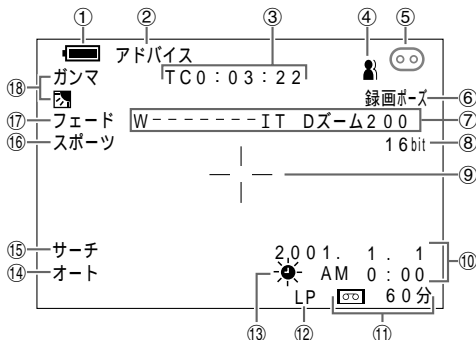 ① ② ③ ④ ⑤
アドバイス
TC0:03:22
⑱ ガンマ
録画ポーズ ⑥
⑰ フェード W-------IT Dズーム200 ⑦
⑯ スポーツ 16bit ⑧
⑨
⑮ サーチ 2001. 1. 1
⑭ オート AM 0:00 ⑩
LP 60分
⑬ ⑫ ⑪